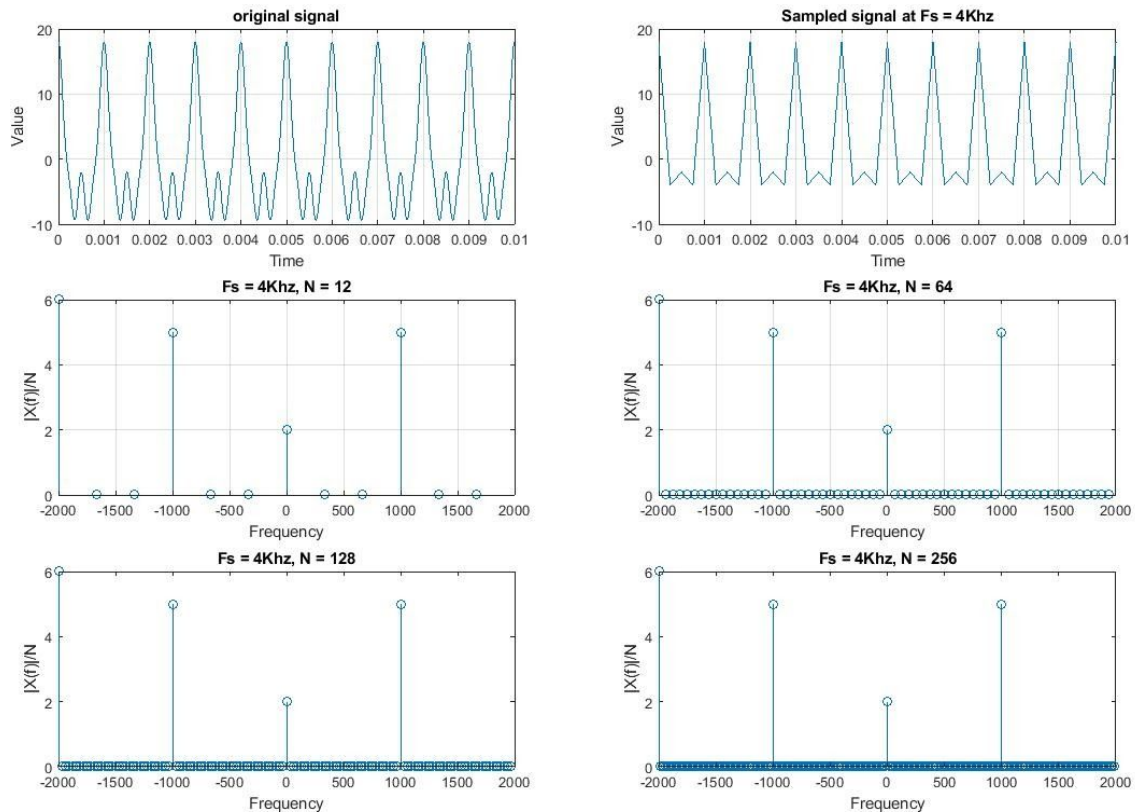 original signal
Value
20
10
0
-10
0 0.001 0.002 0.003 0.004 0.005 0.006 0.007 0.008 0.009 0.01
Time
Sampled signal at Fs = 4Khz
Value
20
10
0
-10
0 0.001 0.002 0.003 0.004 0.005 0.006 0.007 0.008 0.009 0.01
Time
Fs = 4Khz, N = 12
|X(f)|/N
6
4
2
0
-2000 -1500 -1000 -500 0 500 1000 1500 2000
Frequency
Fs = 4Khz, N = 64
|X(f)|/N
6
4
2
0
-2000 -1500 -1000 -500 0 500 1000 1500 2000
Frequency
Fs = 4Khz, N = 128
|X(f)|/N
6
4
2
0
-2000 -1500 -1000 -500 0 500 1000 1500 2000
Frequency
Fs = 4Khz, N = 256
|X(f)|/N
6
4
2
0
-2000 -1500 -1000 -500 0 500 1000 1500 2000
Frequency